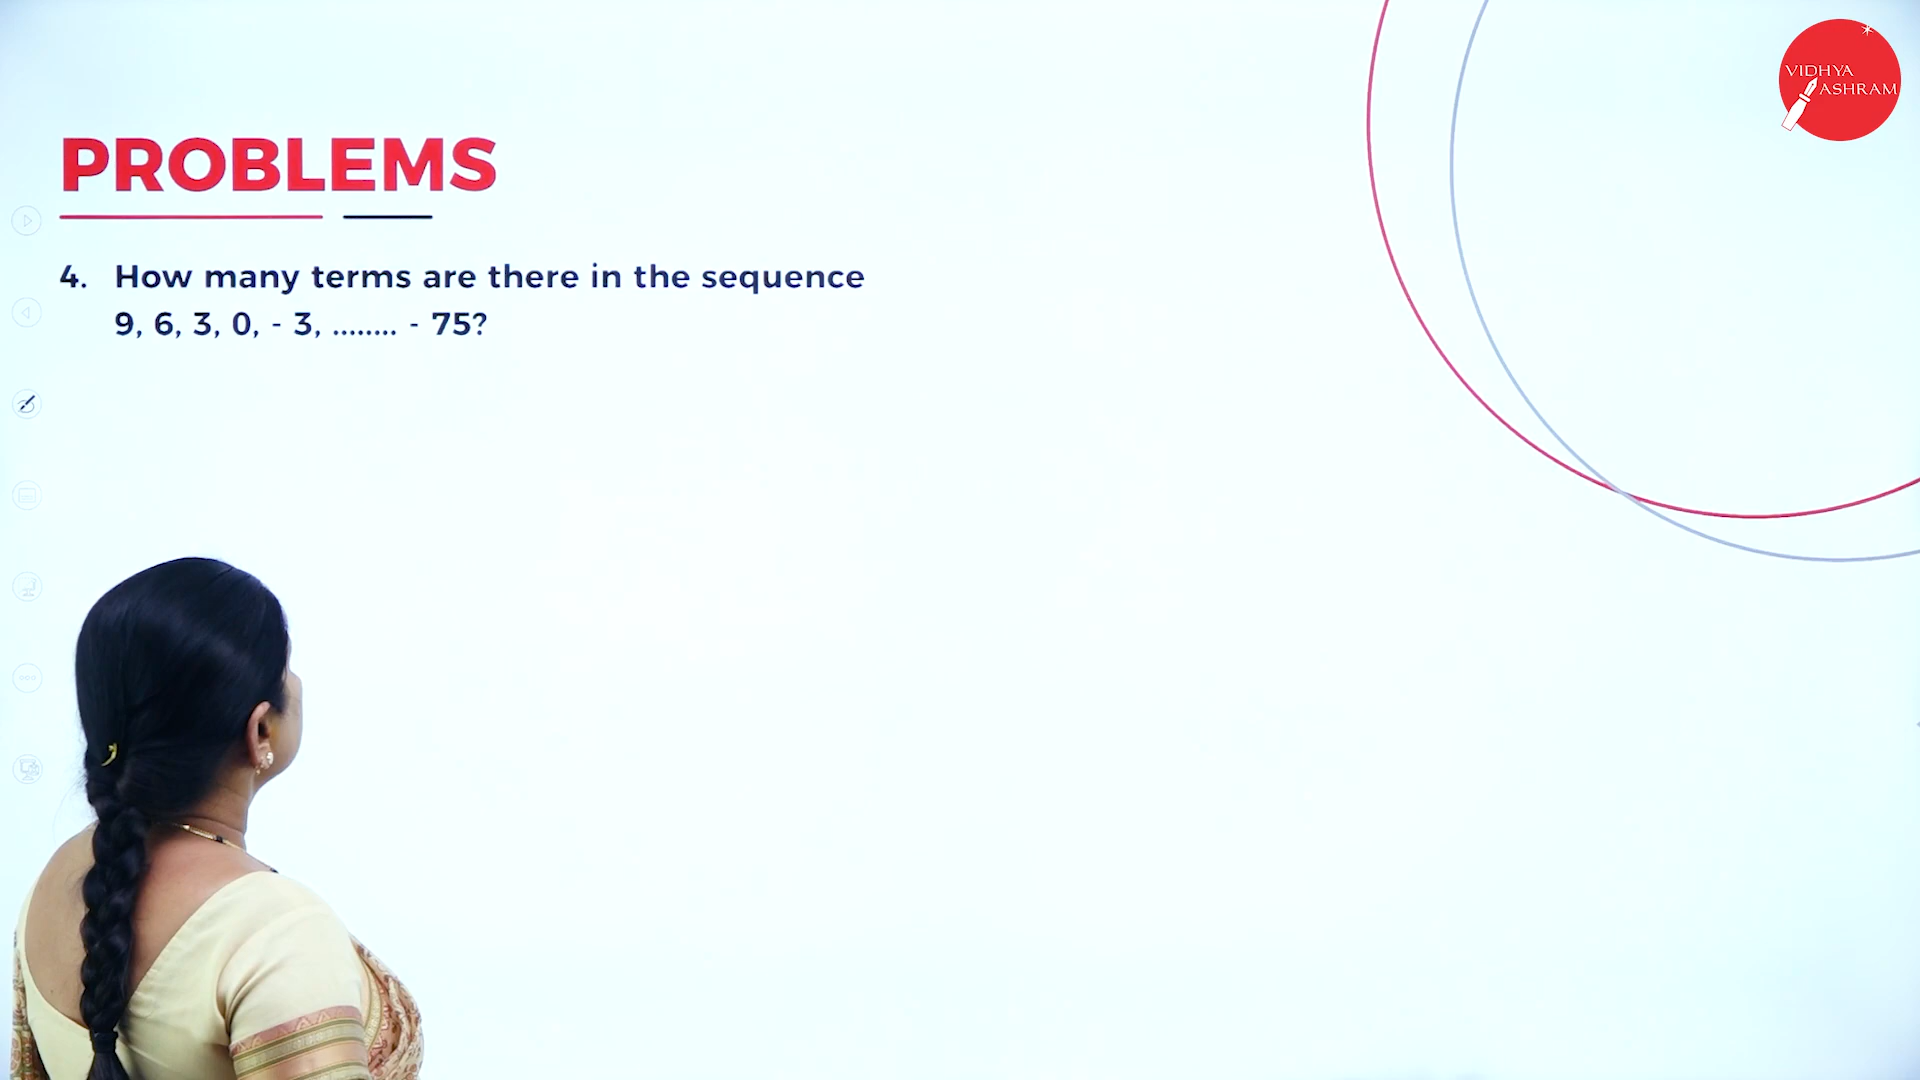 VIDHYA
ASHRAM
PROBLEMS
4. How many terms are there in the sequence
9, 6, 3, 0, - 3, ........ - 75?